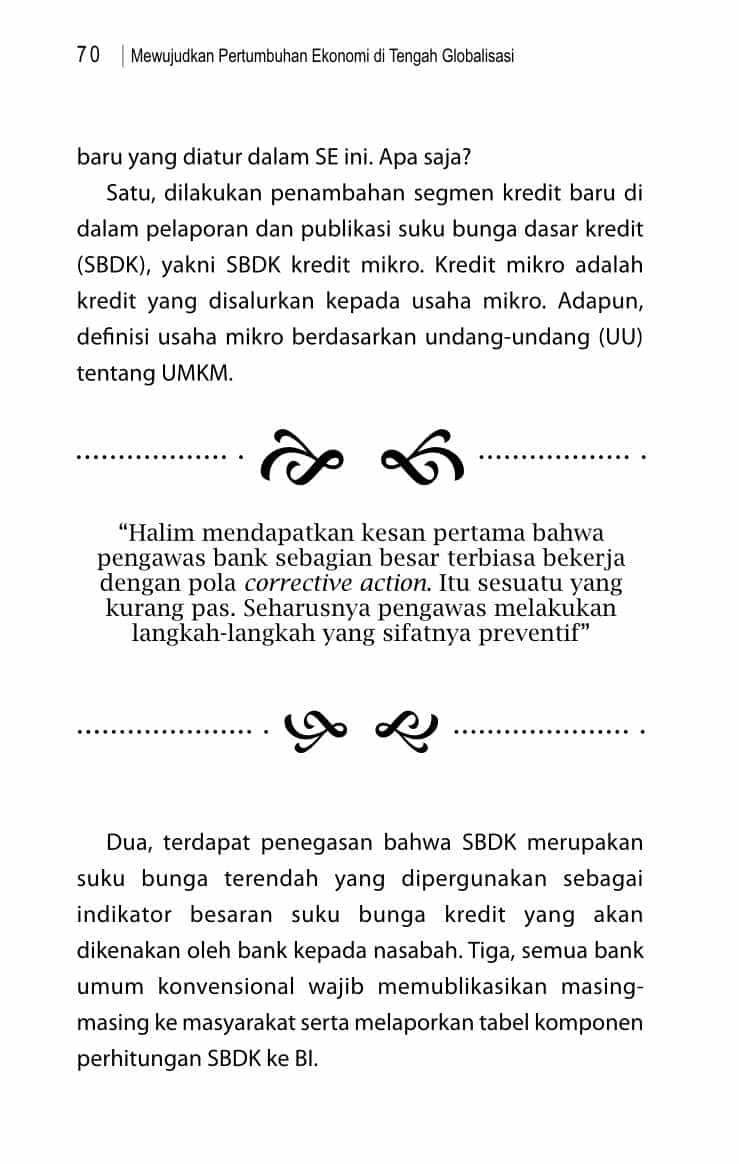 70 Mewujudkan Pertumbuhan Ekonomi di Tengah Globalisasi
baru yang diatur dalam SE ini. Apa saja?
Satu, dilakukan penambahan segmen kredit baru di
dalam pelaporan dan publikasi suku bunga dasar kredit
(SBDK), yakni SBDK kredit mikro. Kredit mikro adalah
kredit yang disalurkan kepada usaha mikro. Adapun,
definisi usaha mikro berdasarkan undang-undang (UU)
tentang UMKM.
“Halim mendapatkan kesan pertama bahwa
pengawas bank sebagian besar terbiasa bekerja
dengan pola corrective action. Itu sesuatu yang
kurang pas. Seharusnya pengawas melakukan
langkah-langkah yang sifatnya preventif”
Dua, terdapat penegasan bahwa SBDK merupakan
suku bunga terendah yang dipergunakan sebagai
indikator besaran suku bunga kredit yang akan
dikenakan oleh bank kepada nasabah. Tiga, semua bank
umum konvensional wajib memublikasikan masing-
masing ke masyarakat serta melaporkan tabel komponen
perhitungan SBDK ke BI.